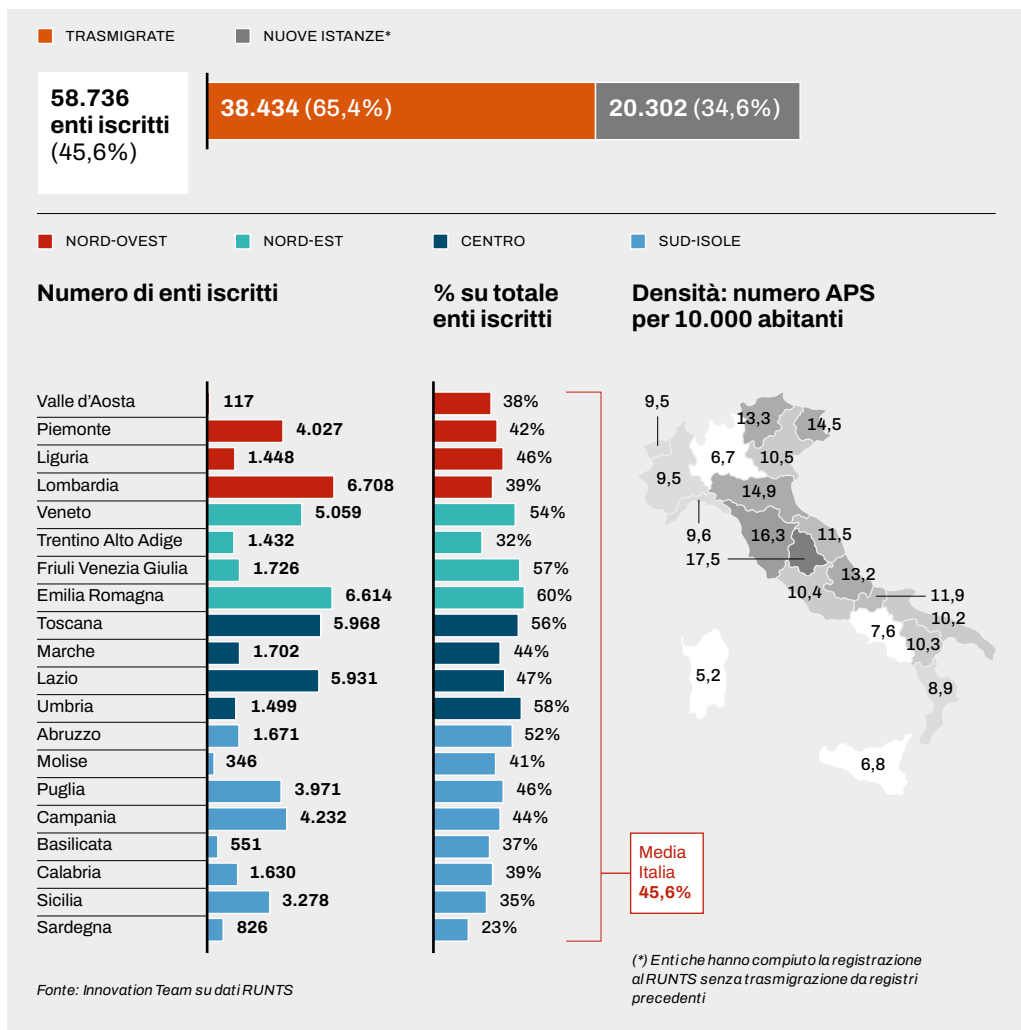 TRASMIGRATE
NUOVE ISTANZE*
58.736
enti iscritti
(45,6%)
38.434 (65,4%)
20.302 (34,6%)
NORD-OVEST
NORD-EST
CENTRO
SUD-ISOLE
Numero di enti iscritti
% su totale
enti iscritti
Densità: numero APS
per 10.000 abitanti
Valle d'Aosta 117 38%
Piemonte 4.027 42%
Liguria 1.448 46%
Lombardia 6.708 39%
Veneto 5.059 54%
Trentino Alto Adige 1.432 32%
Friuli Venezia Giulia 1.726 57%
Emilia Romagna 6.614 60%
Toscana 5.968 56%
Marche 1.702 44%
Lazio 5.931 47%
Umbria 1.499 58%
Abruzzo 1.671 52%
Molise 346 41%
Puglia 3.971 46%
Campania 4.232 44%
Basilicata 551 37%
Calabria 1.630 39%
Sicilia 3.278 35%
Sardegna 826 23%
Media
Italia
45,6%
9,5
13,3
14,5
6,7
10,5
9,5
14,9
9,6
16,3
11,5
17,5
13,2
10,4
11,9
10,2
7,6
10,3
5,2
8,9
6,8
(*) Enti che hanno compiuto la registrazione
al RUNTS senza trasmigrazione da registri
precedenti
Fonte: Innovation Team su dati RUNTS